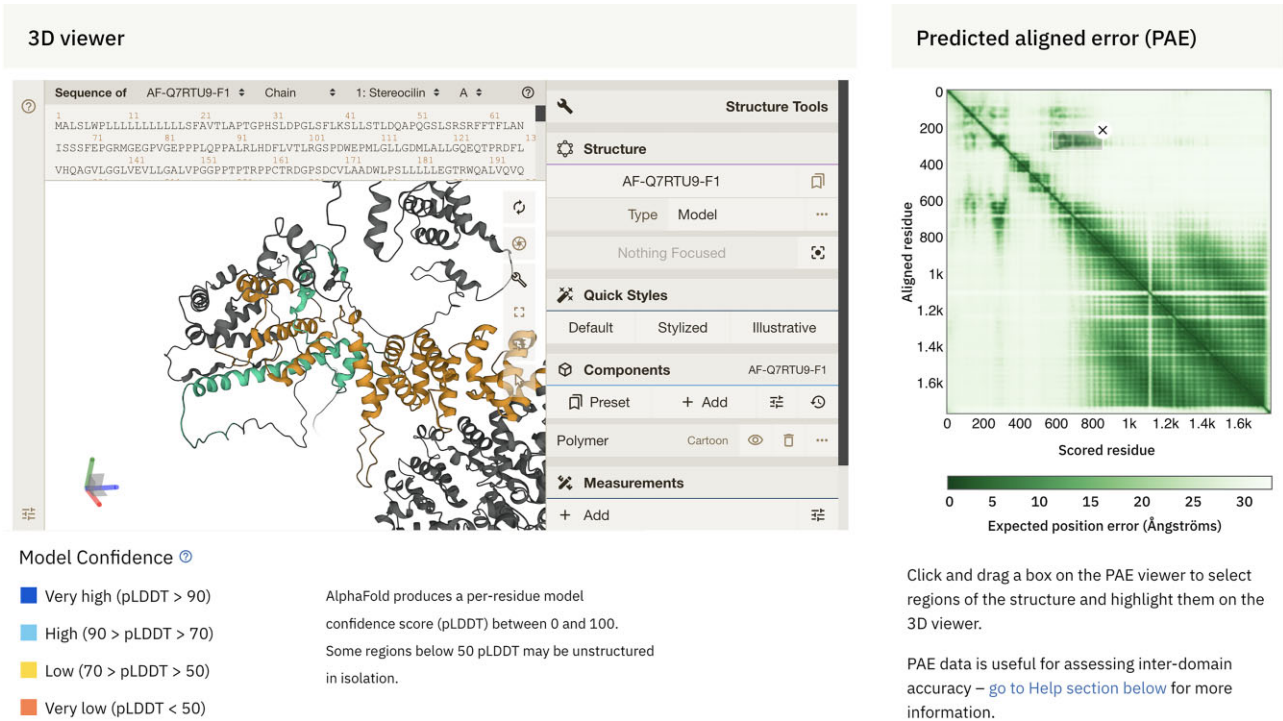 3D viewer
Sequence of AF-Q7RTU9-F1 Chain 1: Stereocilin A
1 11 21 31 41 51 61
MALSLWPLLLLLLLLLLLSFAVTLAPTGPHSLDPGLSFLKSLLSTLDQAPQGSLSRSRFFTFLAN
71 81 91 101 111 121 13
ISSSFEPGRMGEGPVGEPPPLQPPALRLHDFLVTLRGSPDWEPMLGLLGDMLALLGQEQTPRDFL
141 151 161 171 181 191
VHQAGVLGGLVEVLLGALVPGGPPTPTRPPCTRDGPSDCVLAADWLPSLLLLLEGTRWQALVQVQ
Structure Tools
Structure
AF-Q7RTU9-F1
Type Model
Nothing Focused
Quick Styles
Default Stylized Illustrative
Components AF-Q7RTU9-F1
Preset + Add
Polymer Cartoon
Measurements
+ Add
Model Confidence
Very high (pLDDT > 90)
High (90 > pLDDT > 70)
Low (70 > pLDDT > 50)
Very low (pLDDT < 50)
AlphaFold produces a per-residue model
confidence score (pLDDT) between 0 and 100.
Some regions below 50 pLDDT may be unstructured
in isolation.
Predicted aligned error (PAE)
0
200
400
600
800
1k
1.2k
1.4k
1.6k
Aligned residue
0 200 400 600 800 1k 1.2k 1.4k 1.6k
Scored residue
0 5 10 15 20 25 30
Expected position error (Ångströms)
Click and drag a box on the PAE viewer to select
regions of the structure and highlight them on the
3D viewer.
PAE data is useful for assessing inter-domain
accuracy – go to Help section below for more
information.